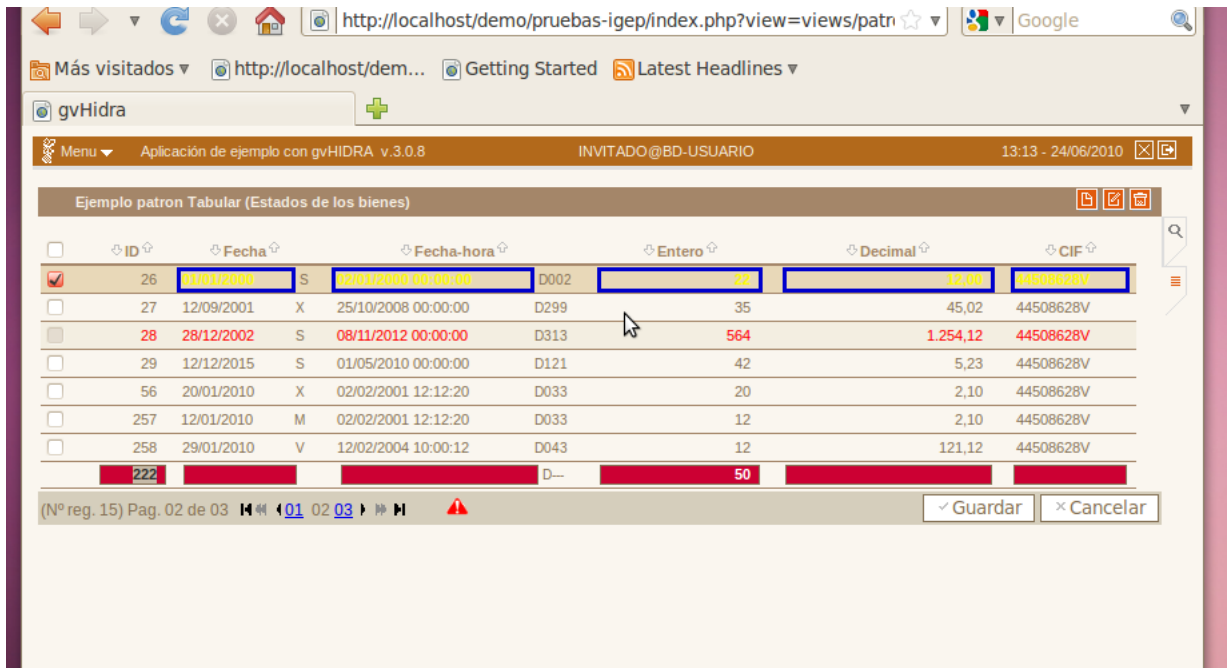 http://localhost/demo/pruebas-igep/index.php?view=views/patr Google
Más visitados http://localhost/dem... Getting Started Latest Headlines
gvHidra
Menu Aplicación de ejemplo con gvHIDRA v.3.0.8 INVITADO@BD-USUARIO 13:13 - 24/06/2010
Ejemplo patron Tabular (Estados de los bienes)
ID Fecha Fecha-hora Entero Decimal CIF
26 01/01/2000 S 02/01/2000 00:00:00 D002 22 12,00 44508628V
27 12/09/2001 X 25/10/2008 00:00:00 D299 35 45,02 44508628V
28 28/12/2002 S 08/11/2012 00:00:00 D313 564 1.254,12 44508628V
29 12/12/2015 S 01/05/2010 00:00:00 D121 42 5,23 44508628V
56 20/01/2010 X 02/02/2001 12:12:20 D033 20 2,10 44508628V
257 12/01/2010 M 02/02/2001 12:12:20 D033 12 2,10 44508628V
258 29/01/2010 V 12/02/2004 10:00:12 D043 12 121,12 44508628V
222 D--- 50
(Nº reg. 15) Pag. 02 de 03 01 02 03 Guardar Cancelar